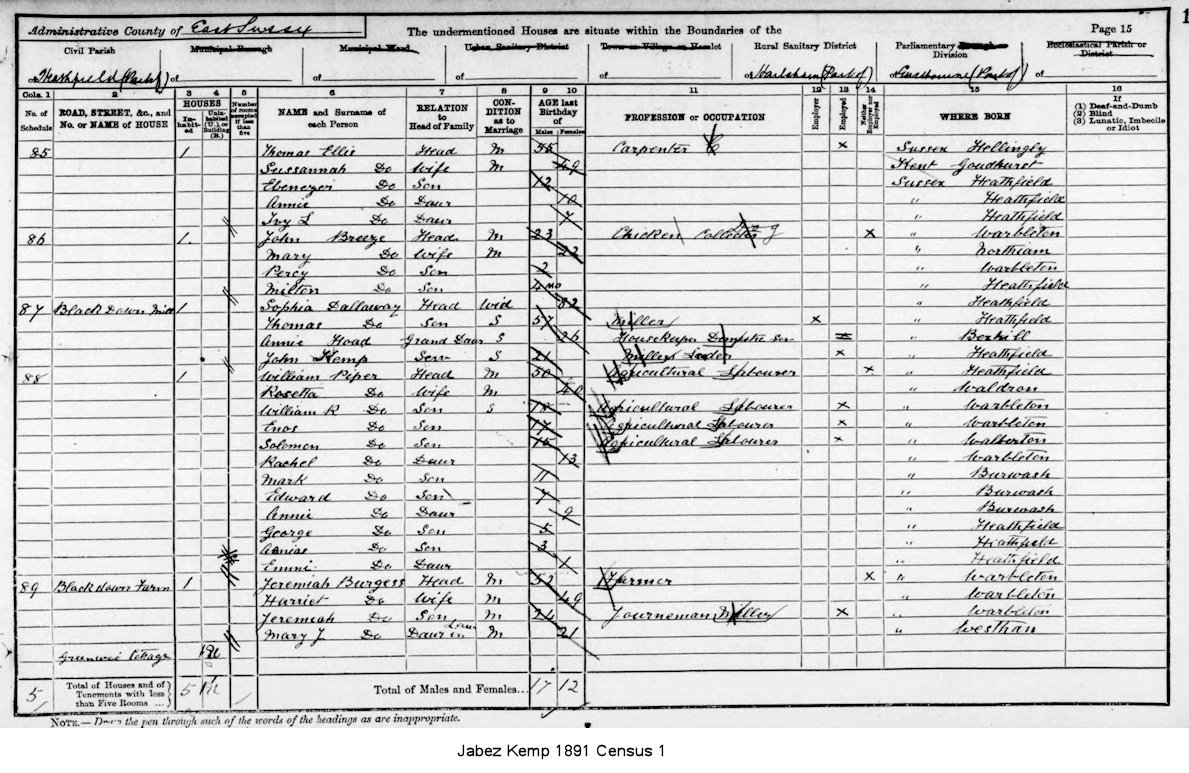 Administrative County of East Sussex
The undermentioned Houses are situate within the Boundaries of the
Page 15
Civil Parish Municipal Borough Municipal Ward Urban Sanitary District Town or Village or Hamlet Rural Sanitary District Parliamentary Borough or Division Ecclesiastical Parish or District
of Heathfield (Part of) of of of of of Hailsham (Part of) of (Part of) of
Cols. 1 2 3 4 5 6 7 8 9 10 11 12 13 14 15 16
No. of Schedule ROAD, STREET, &c., and No. or NAME of HOUSE HOUSES Inhabited Uninhabited (U.), or Building (B.) Number of rooms occupied if less than five NAME and Surname of each Person RELATION to Head of Family CONDITION as to Marriage AGE last Birthday of Males Females PROFESSION or OCCUPATION Employer Employed Neither Employer nor Employed WHERE BORN If (1) Deaf-and-Dumb (2) Blind (3) Lunatic, Imbecile or Idiot
85 1 Thomas Ellis Head M 55 Carpenter X Sussex Hellingly
Sussannah Do Wife M 49 Kent Goudhurst
Ebenezer Do Son 12 Sussex Heathfield
Annie Do Daur 10 " Heathfield
Ivy L Do Daur 7 " Heathfield
86 1 John Breeze Head M 23 Chicken X " Warbleton
Mary Do Wife M 22 " Northiam
Percy Do Son 2 " Warbleton
Milton Do Son 4 mo " Heathfield
87 Black Down Mill 1 Sophia Dallaway Head Wid 82 " Heathfield
Thomas Do Son S 57 Miller X " Heathfield
Annie Hoad Grand Daur S 26 Housekeeper Domestic Serv " Bexhill
John Kemp Serv S 21 Millers X " Heathfield
88 1 William Piper Head M 50 Agricultural Labourer X " Heathfield
Rosetta Do Wife M 40 " Waldron
William R Do Son S 18 Agricultural Labourer X " Warbleton
Enos Do Son 17 Agricultural Labourer X " Warbleton
Solomon Do Son 15 Agricultural Labourer X " Walberton
Rachel Do Daur 13 " Warbleton
Mark Do Son 11 " Burwash
Edward Do Son 7 " Burwash
Annie Do Daur 9 " Burwash
George Do Son 5 " Heathfield
Do Son 3 " Heathfield
Do Daur 1 " Heathfield
89 Blackdown Farm 1 Jeremiah Burgess Head M 52 Farmer X " Warbleton
Harriet Do Wife M 49 " Warbleton
Jeremiah Do Son M 24 Journeyman Miller X " Warbleton
Mary J Do Daur in Law M 21 " Westhan
Cottage
5 Total of Houses and of Tenements with less than Five Rooms ... 5 Total of Males and Females... 17 12
NOTE.—Draw the pen through such of the words of the headings as are inappropriate.
Jabez Kemp 1891 Census 1